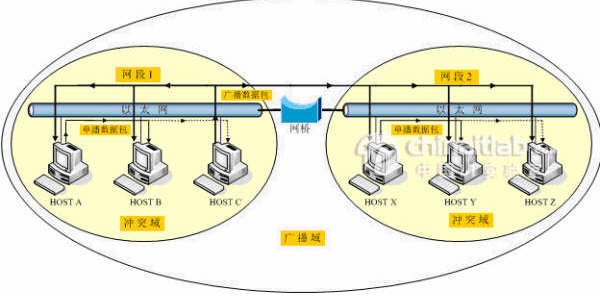 网段1
网段2
广播数据包
以太网
以太网
网桥
单播数据包
单播数据包
chinaitlab
HOST A
HOST B
HOST C
HOST X
HOST Y
HOST Z
冲突域
冲突域
广播域